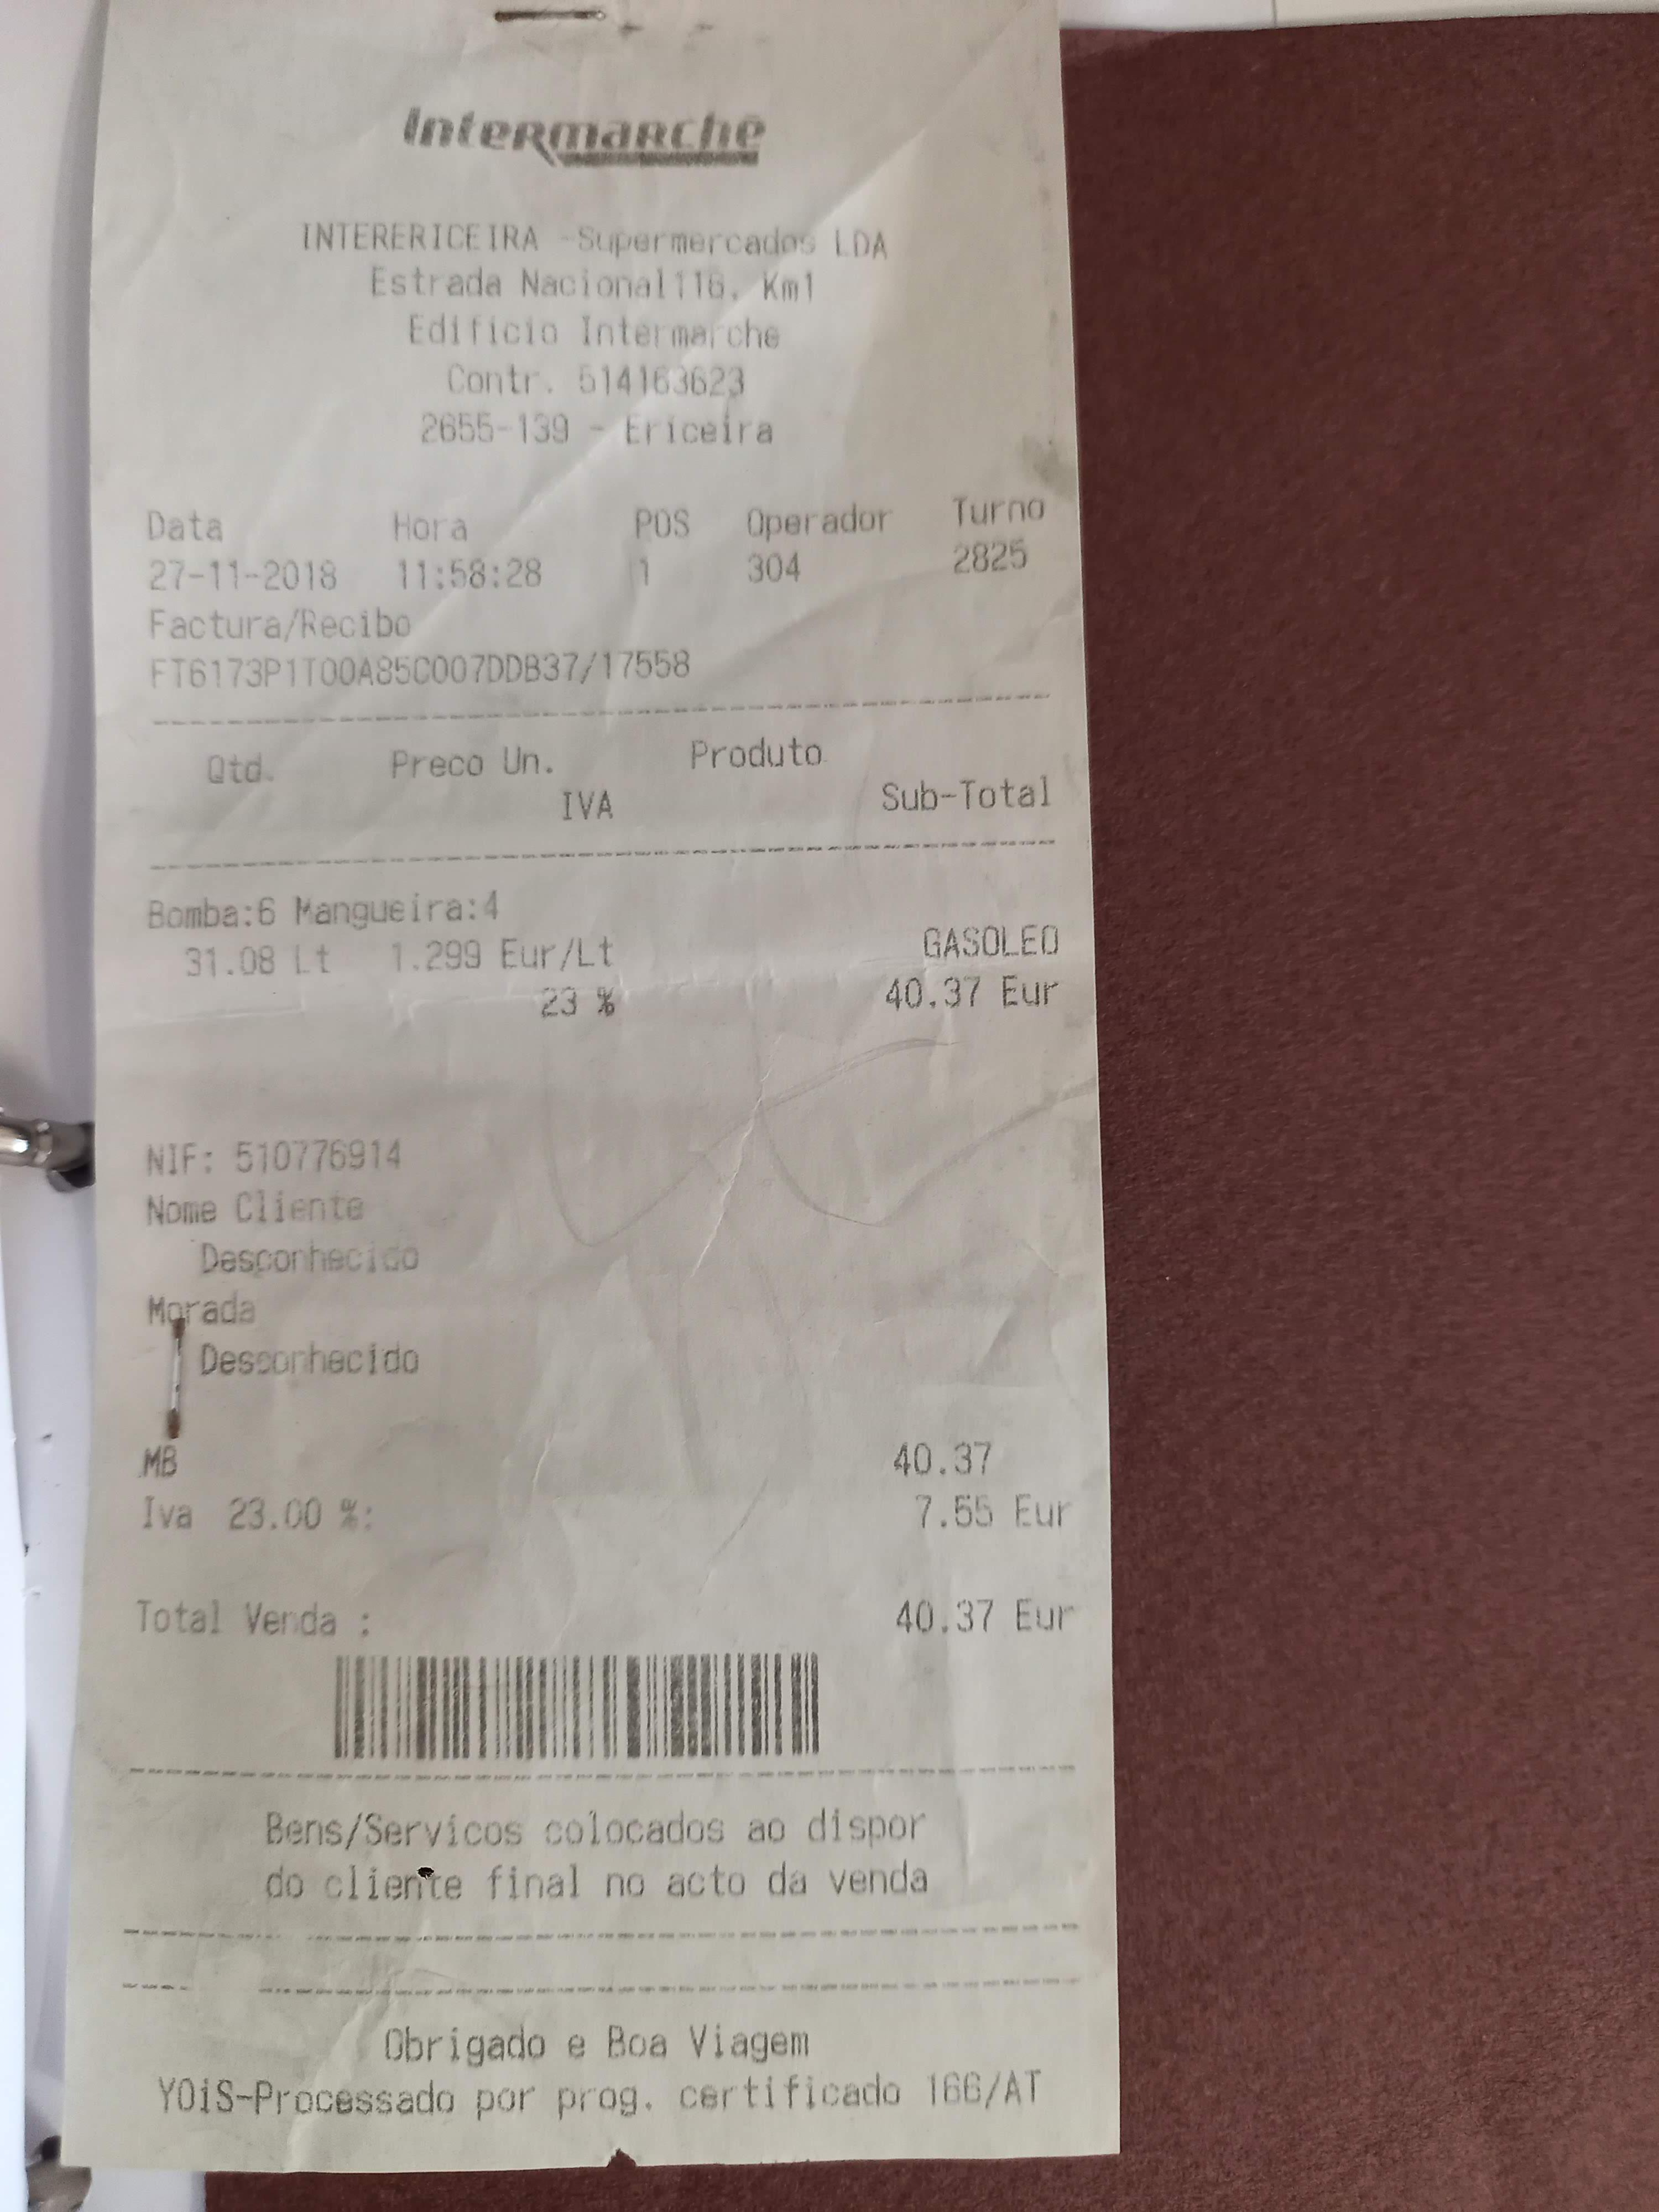 Intermarche
INTERERICEIRA -Supermercados LDA
Estrada Nacional116, Km1
Edificio Intermarche
Contr. 514163623
2655-139 - Ericeira
Data Hora POS Operador Turno
27-11-2018 11:58:28 1 304 2825
Factura/Recibo
FT6173P1T00A85C007DDB37/17558
Qtd. Preco Un. Produto
IVA Sub-Total
Bomba:6 Mangueira:4
31.08 Lt 1.299 Eur/Lt GASOLEO
23 % 40.37 Eur
NIF: 510776914
Nome Cliente
Desconhecido
Morada
Desconhecido
MB 40.37
Iva 23.00 %: 7.55 Eur
Total Venda : 40.37 Eur
Bens/Servicos colocados ao dispor
do cliente final no acto da venda
Obrigado e Boa Viagem
YOiS-Processado por prog. certificado 166/AT